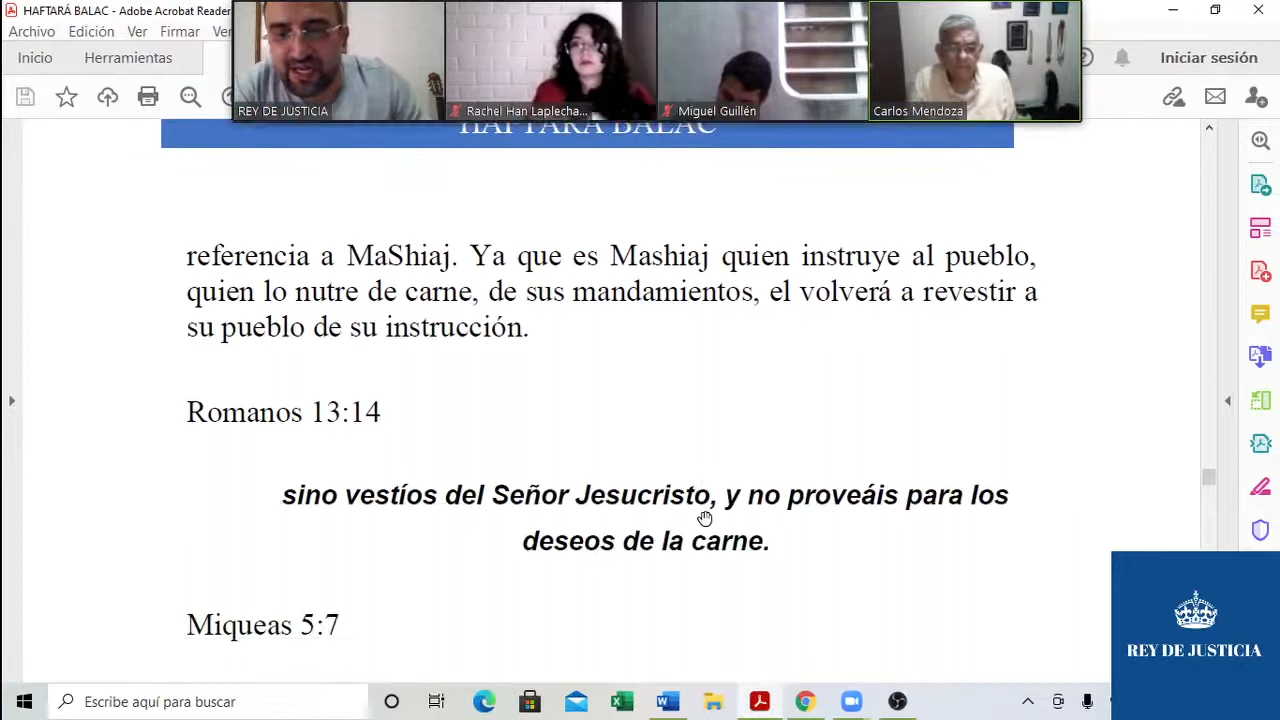 HAFTARÁ BALAC - Adobe Acrobat Reader
Archivo Edición Ver Firmar
Inicio Herramientas
Iniciar sesión
REY DE JUSTICIA
Rachel Han Laplecha...
Miguel Guillén
Carlos Mendoza
HAFTARÁ BALAC
referencia a MaShiaj. Ya que es Mashiaj quien instruye al pueblo,
quien lo nutre de carne, de sus mandamientos, el volverá a revestir a
su pueblo de su instrucción.
Romanos 13:14
sino vestíos del Señor Jesucristo, y no proveáis para los
deseos de la carne.
Miqueas 5:7
REY DE JUSTICIA
Escribe aquí para buscar